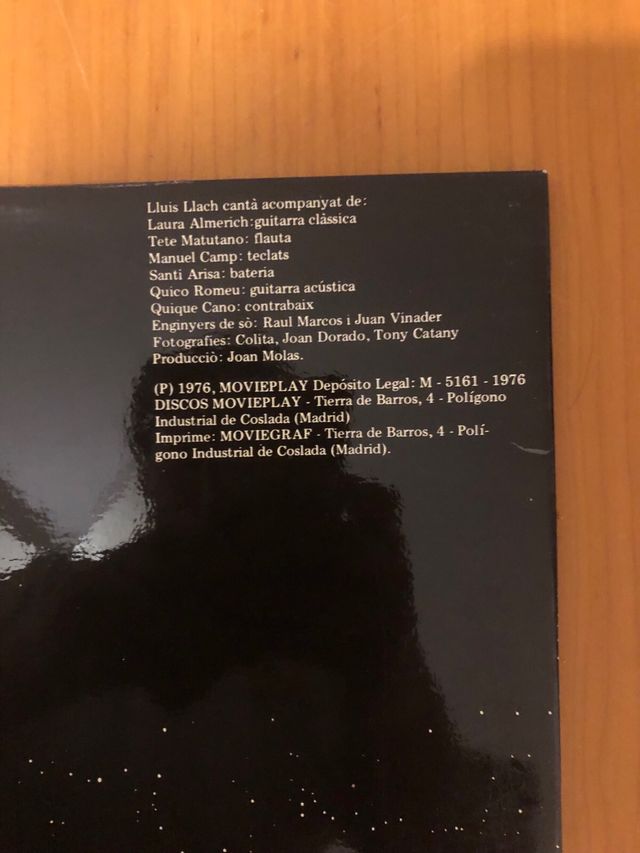 Lluis Llach cantà acompanyat de:
Laura Almerich:guitarra clàssica
Tete Matutano: flauta
Manuel Camp: teclats
Santi Arisa: bateria
Quico Romeu: guitarra acústica
Quique Cano: contrabaix
Enginyers de sò: Raul Marcos i Juan Vinader
Fotografies: Colita, Joan Dorado, Tony Catany
Producciò: Joan Molas.
(P) 1976, MOVIEPLAY Depósito Legal: M - 5161 - 1976
DISCOS MOVIEPLAY - Tierra de Barros, 4 - Polígono
Industrial de Coslada (Madrid)
Imprime: MOVIEGRAF - Tierra de Barros, 4 - Polí-
gono Industrial de Coslada (Madrid).